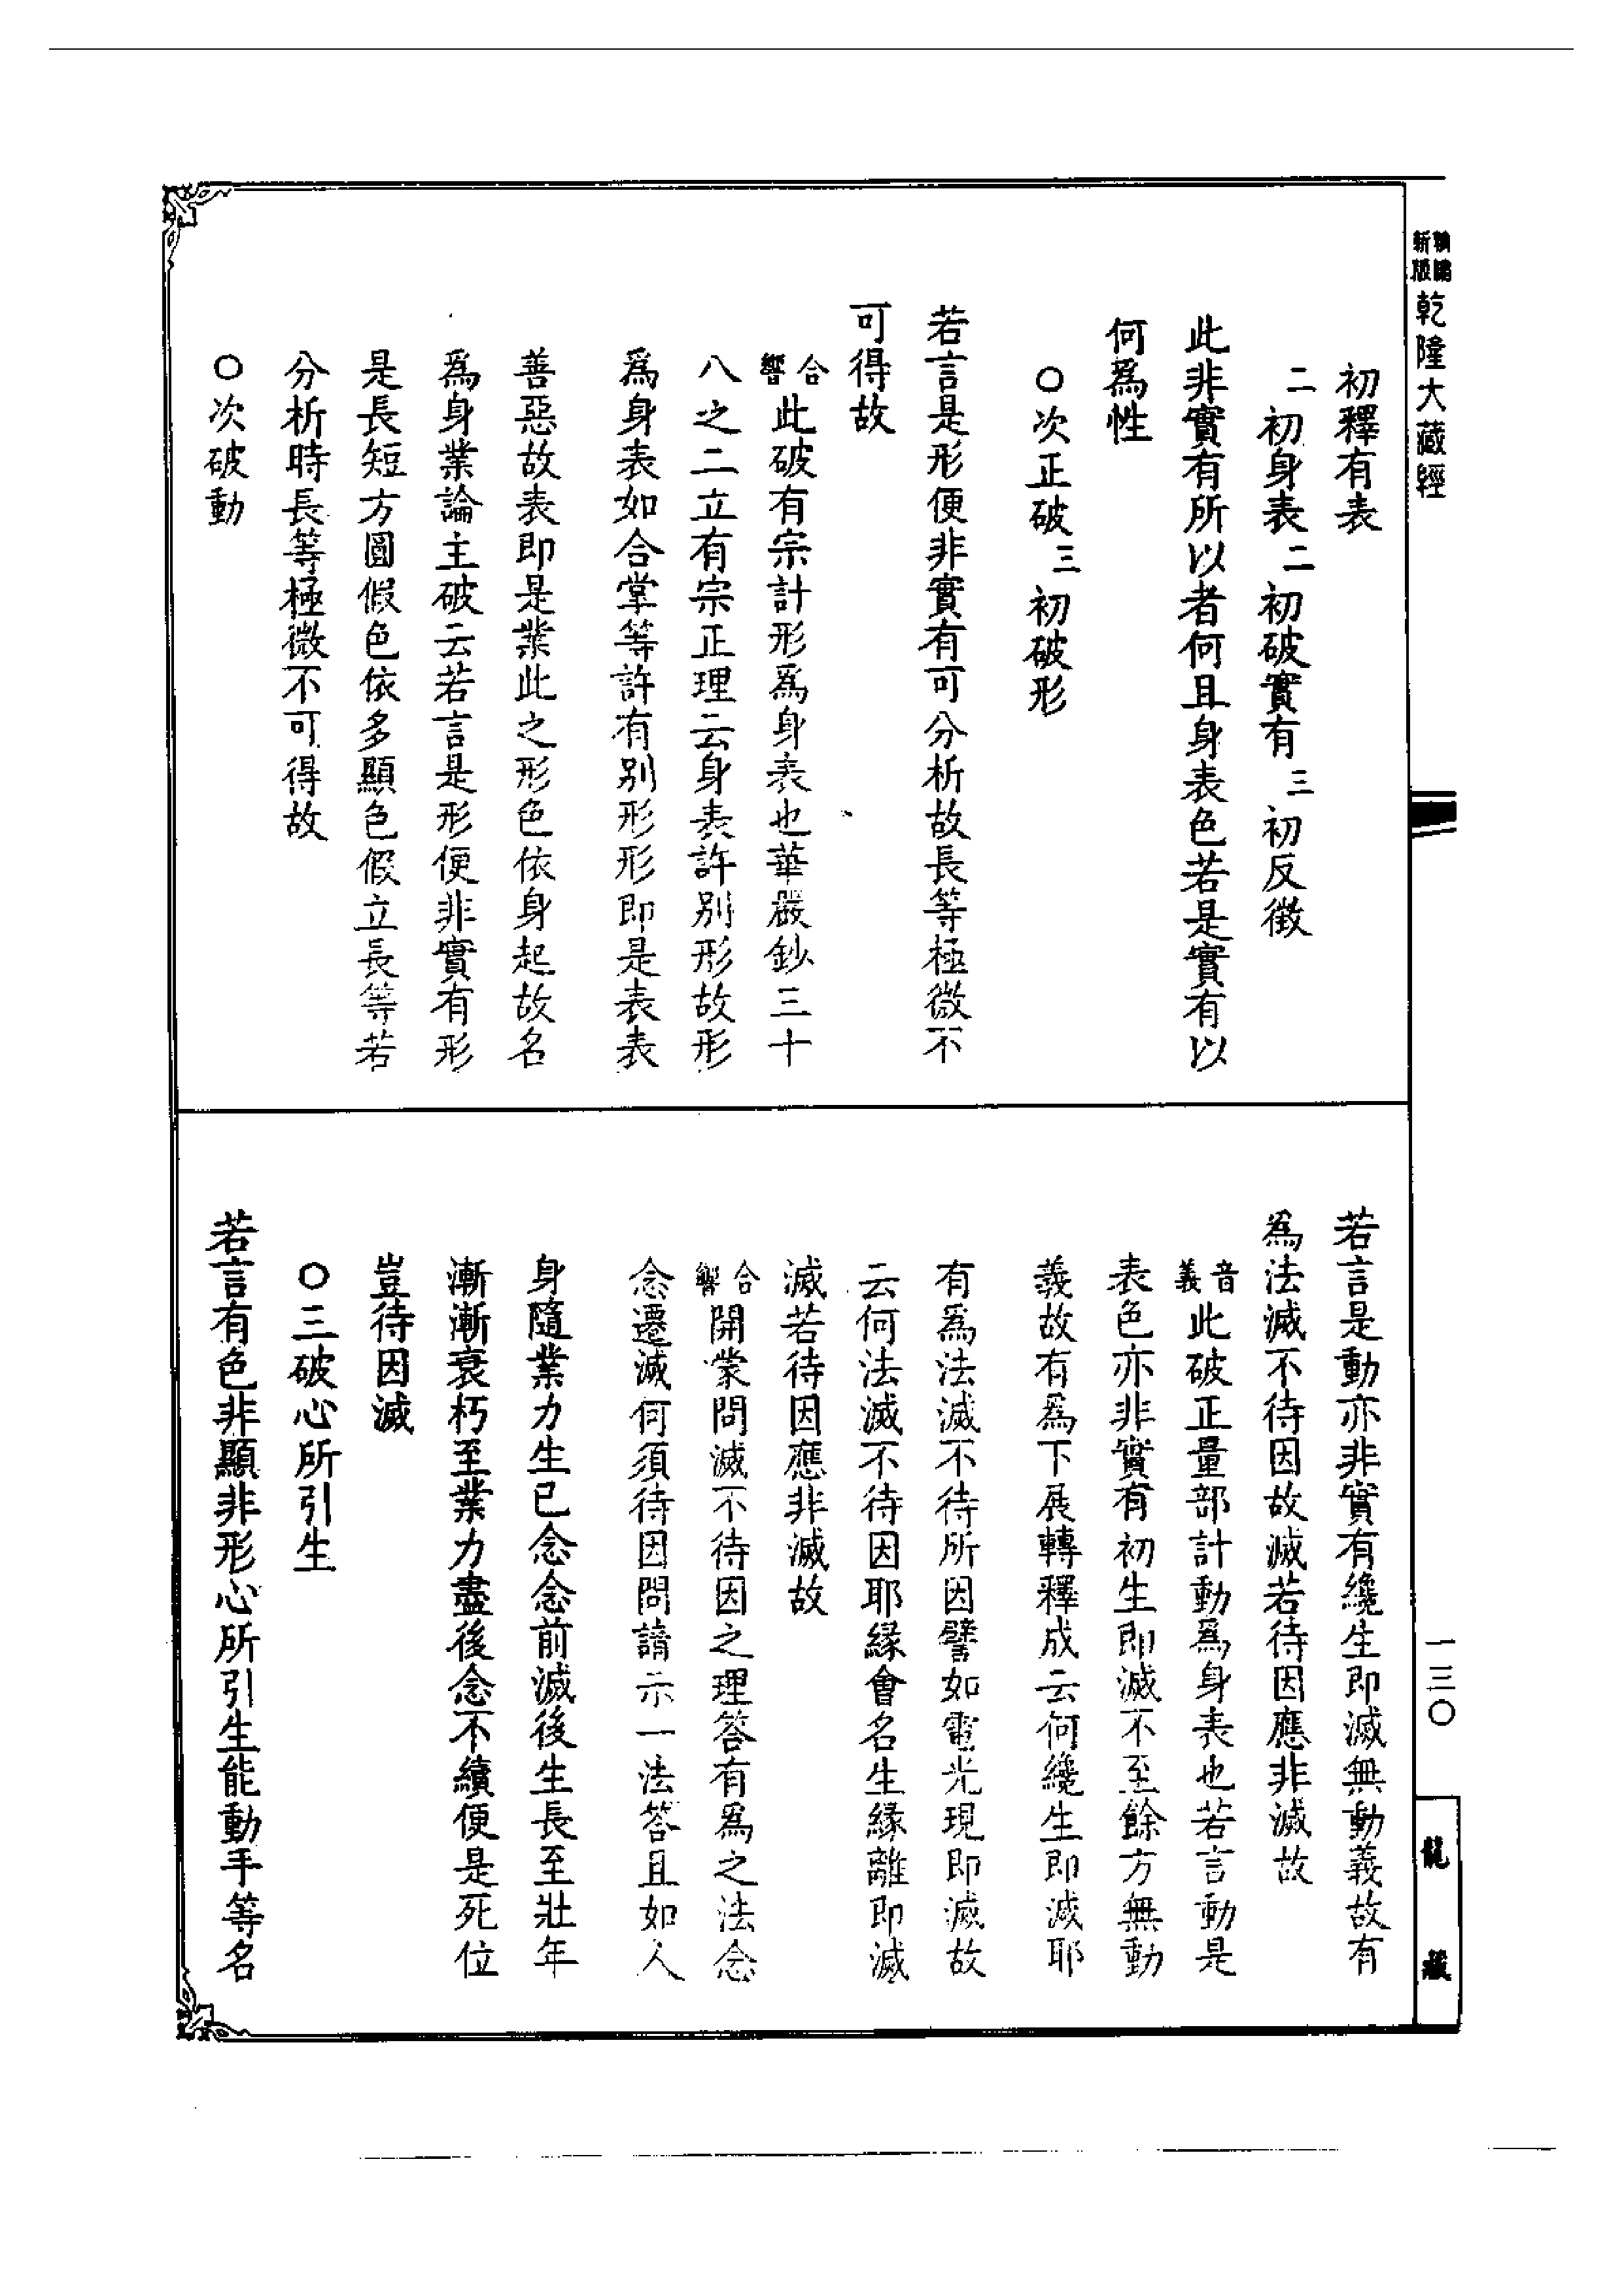 新版
乾隆大藏經
初釋有表
二初身表二初破實有三初反徵
此非實有所以者何且身表色若是實有以
何為性
○次正破三初破形
若言是形便非實有可分析故長等極微不
可得故
合響此破有宗計形為身表也華嚴鈔三十
八之二立有宗正理云身表許別形故形
為身表如合掌等許有別形形即是表表
善惡故表即是業此之形色依身起故名
為身業論主破云若言是形便非實有形
是長短方圓假色依多顯色假立長等若
分析時長等極微不可得故
○次破動
若言是動亦非實有纔生即滅無動義故有
為法滅不待因故滅若待因應非滅故
音義此破正量部計動為身表也若言動是
表色亦非實有初生即滅不至餘方無動
義故有為下展轉釋成云何纔生即滅耶
有為法滅不待所因譬如電光現即滅故
云何法滅不待因耶緣會名生緣離即滅
滅若待因應非滅故
合響開蒙問滅不待因之理答有為之法念
念遷滅何須待因問請示一法答且如人
身隨業力生已念念前滅後生長至壯年
漸漸衰朽至業力盡後念不續便是死位
豈待因滅
○三破心所引生
若言有色非顯非形心所引生能動手等名
一三〇
龍藏